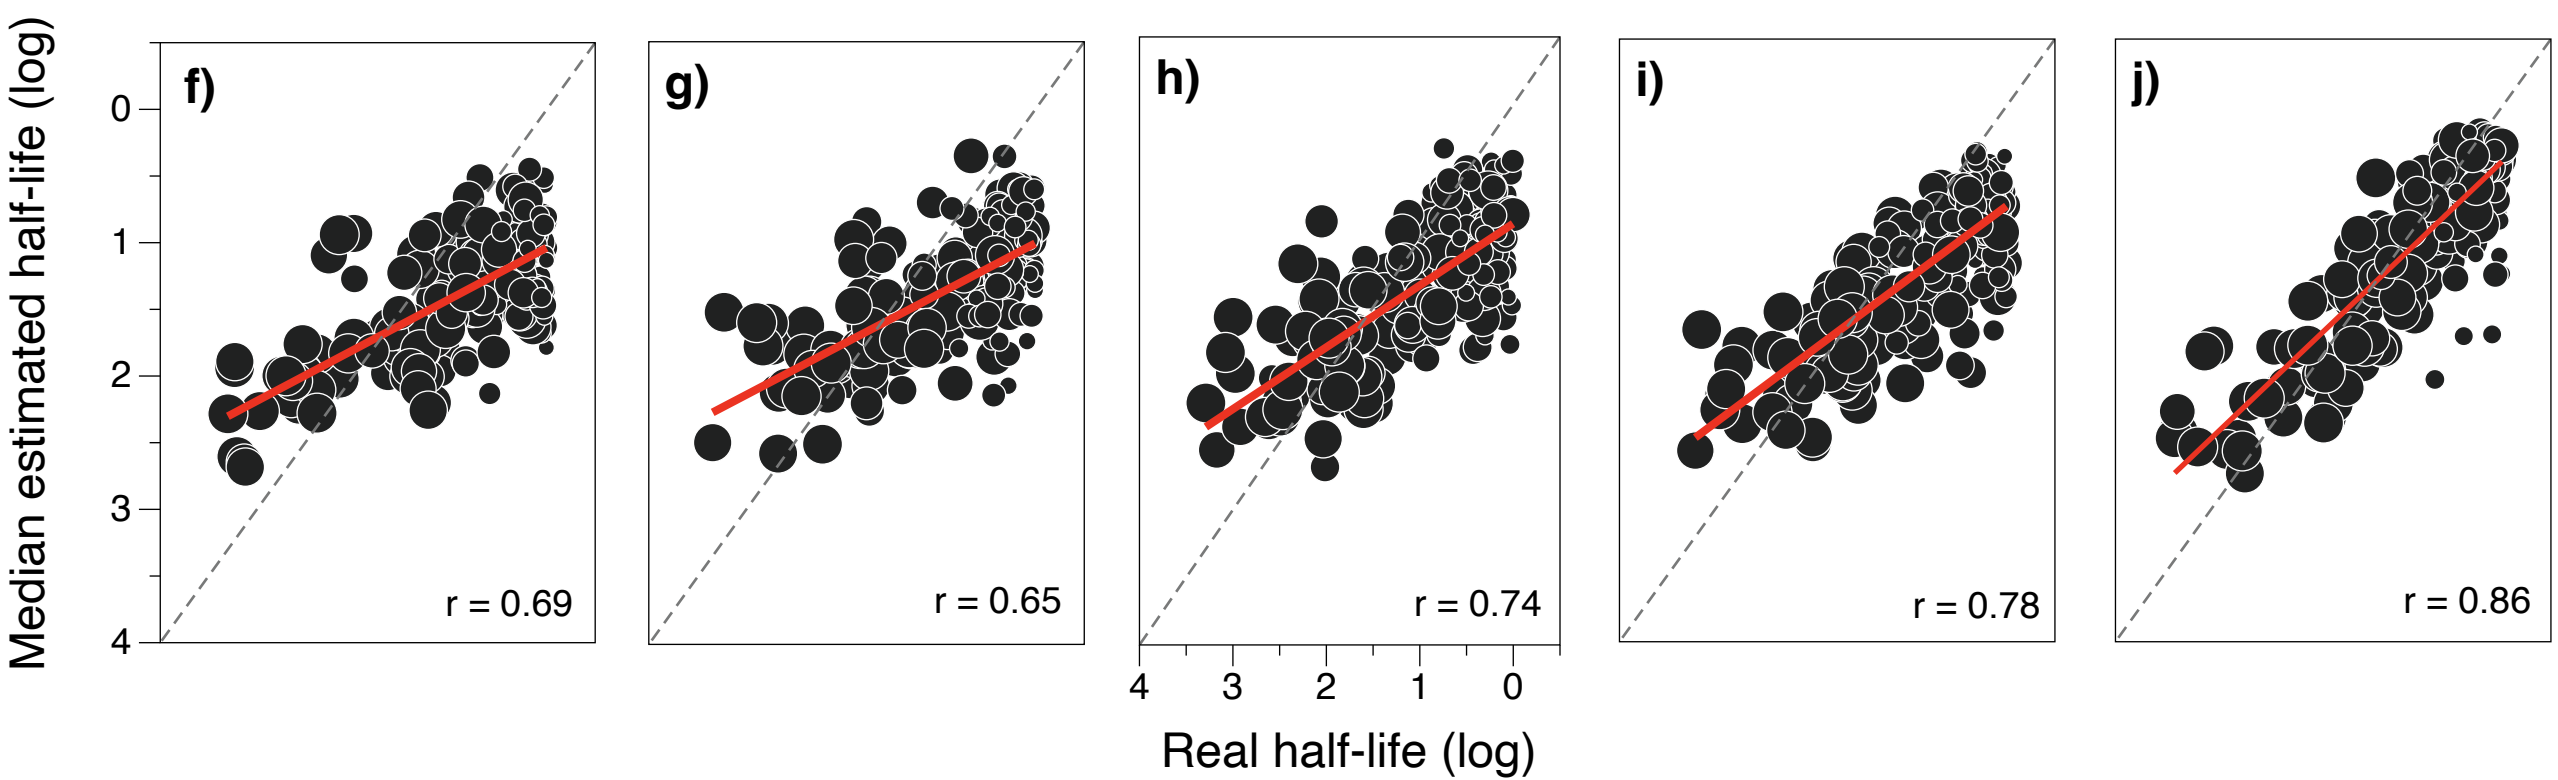 Median estimated half-life (log)
0
1
2
3
4
f)
r = 0.69
g)
r = 0.65
h)
r = 0.74
4 3 2 1 0
i)
r = 0.78
j)
r = 0.86
Real half-life (log)